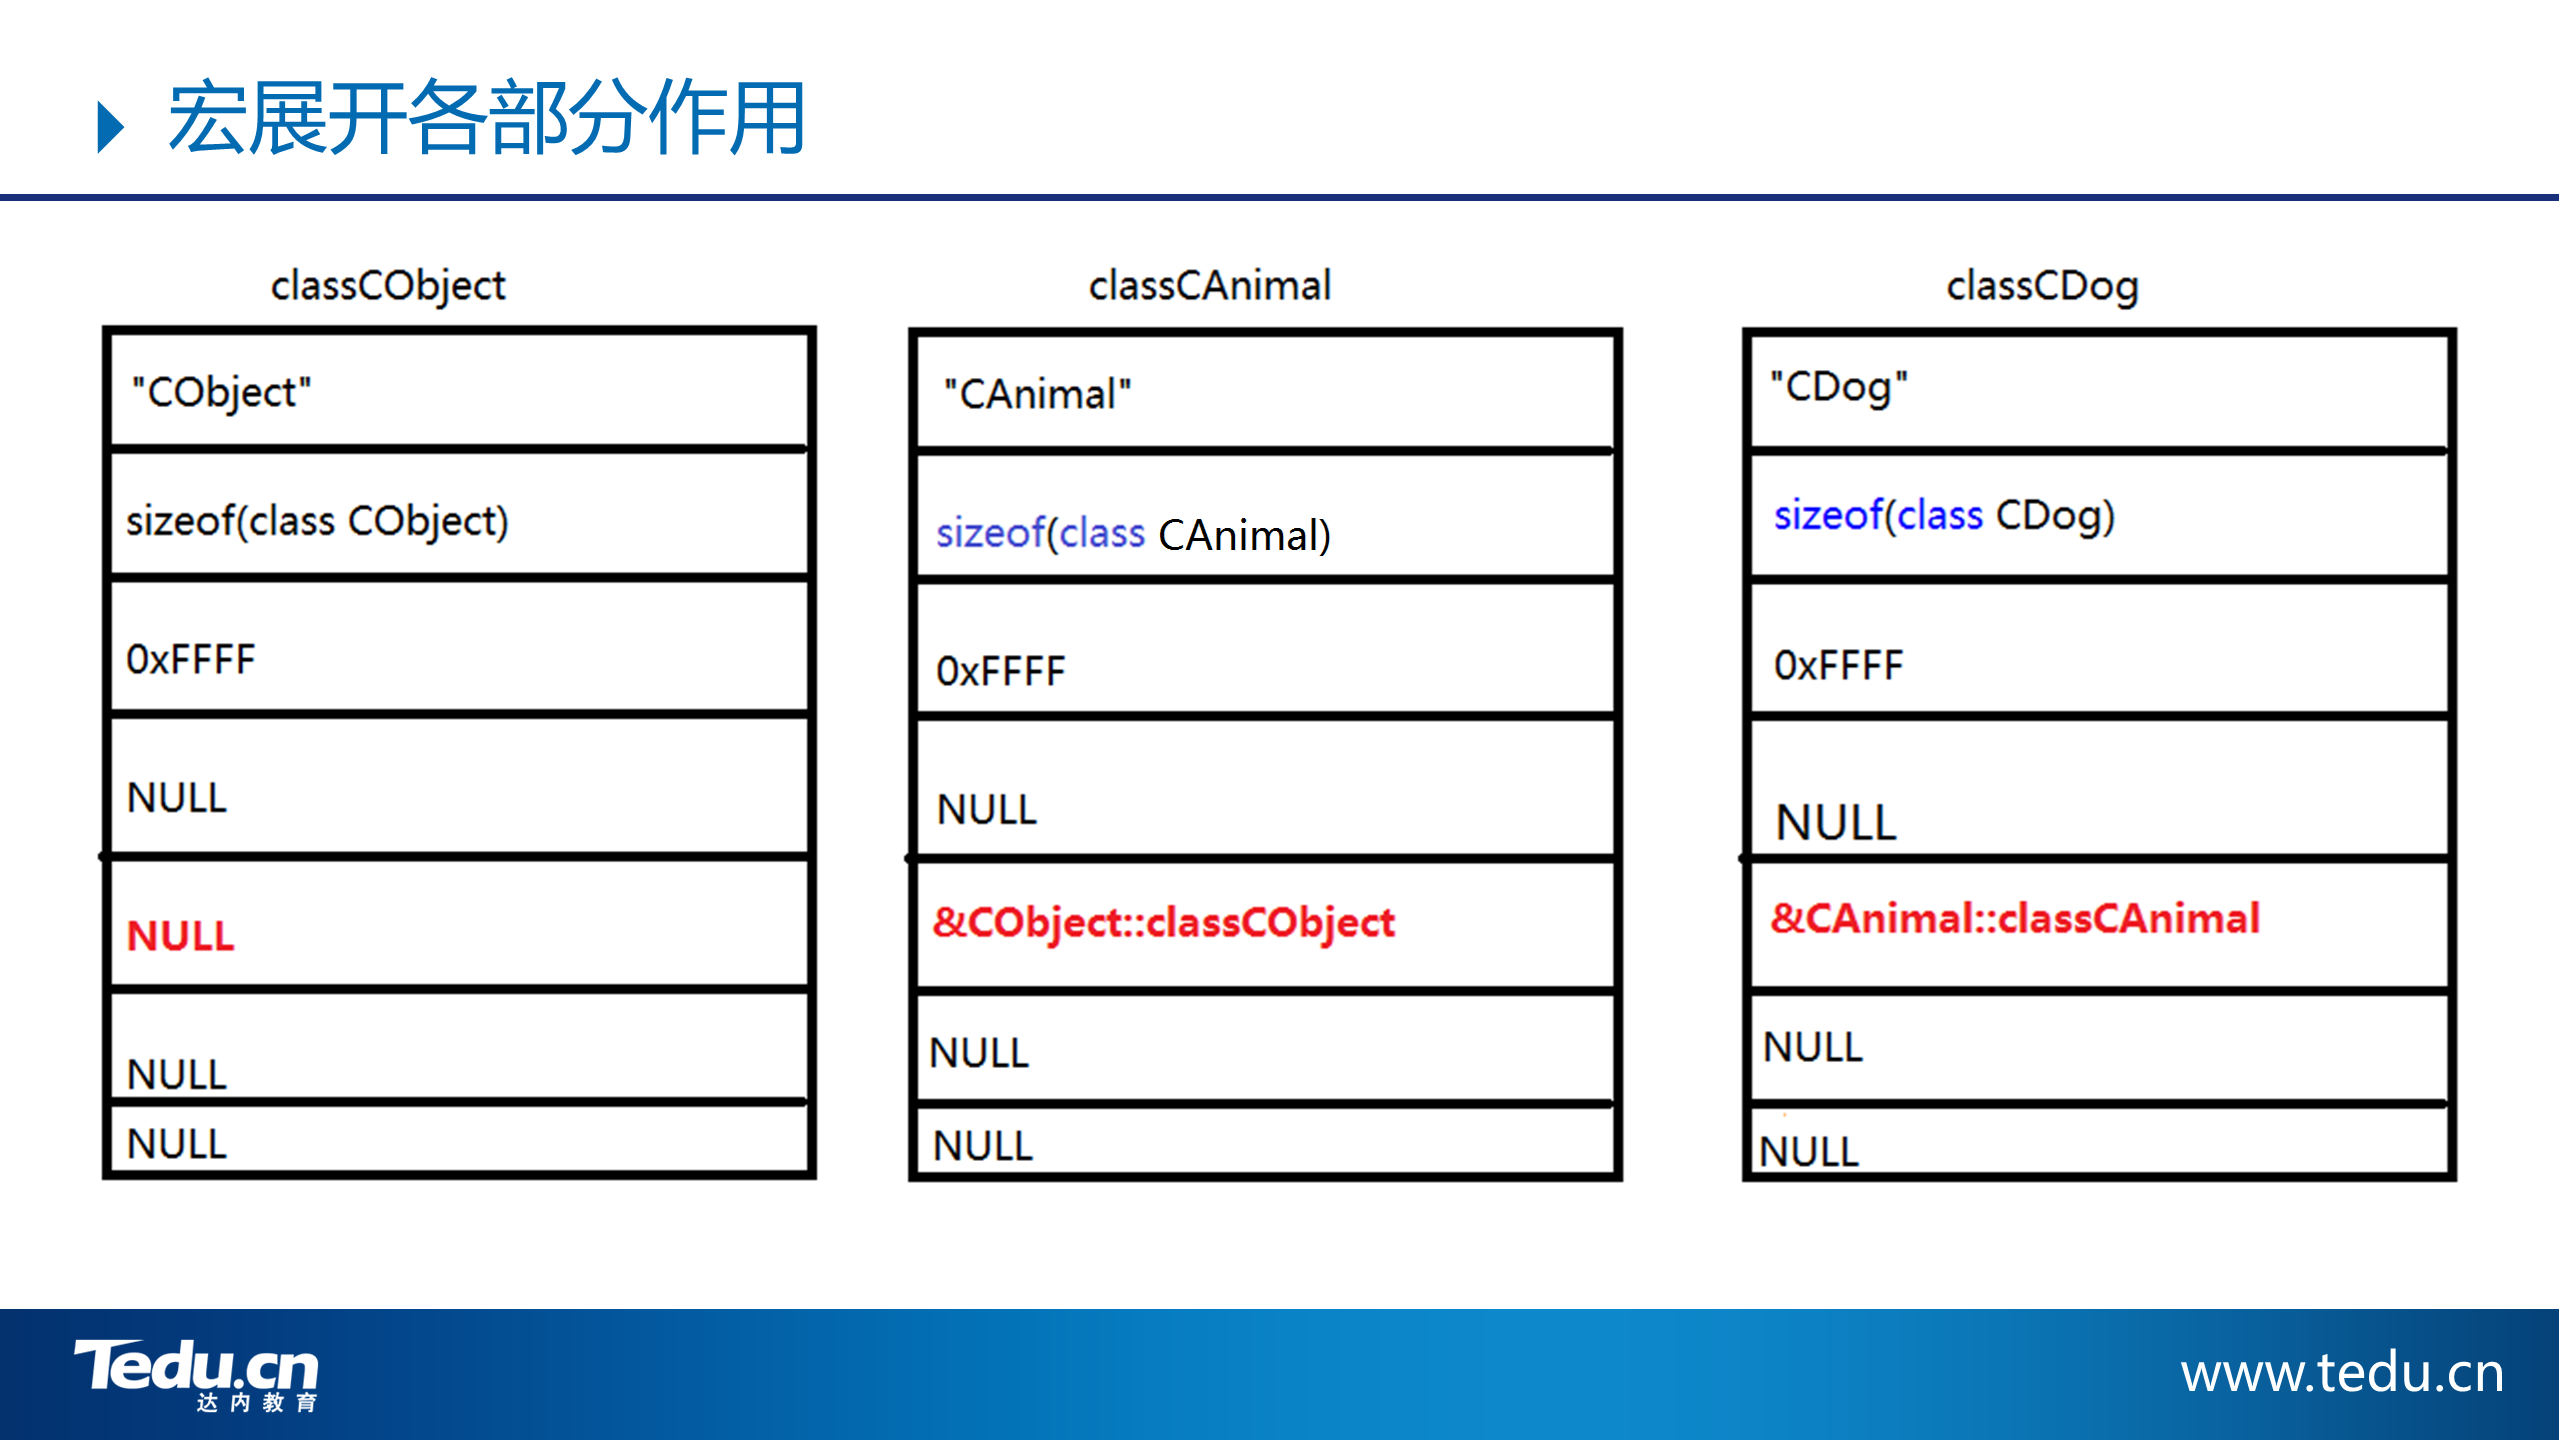 宏展开各部分作用
classCObject
"CObject"
sizeof(class CObject)
0xFFFF
NULL
NULL
NULL
NULL
classCAnimal
"CAnimal"
sizeof(class CAnimal)
0xFFFF
NULL
&CObject::classCObject
NULL
NULL
classCDog
"CDog"
sizeof(class CDog)
0xFFFF
NULL
&CAnimal::classCAnimal
NULL
NULL
Tedu.cn
达内教育
www.tedu.cn